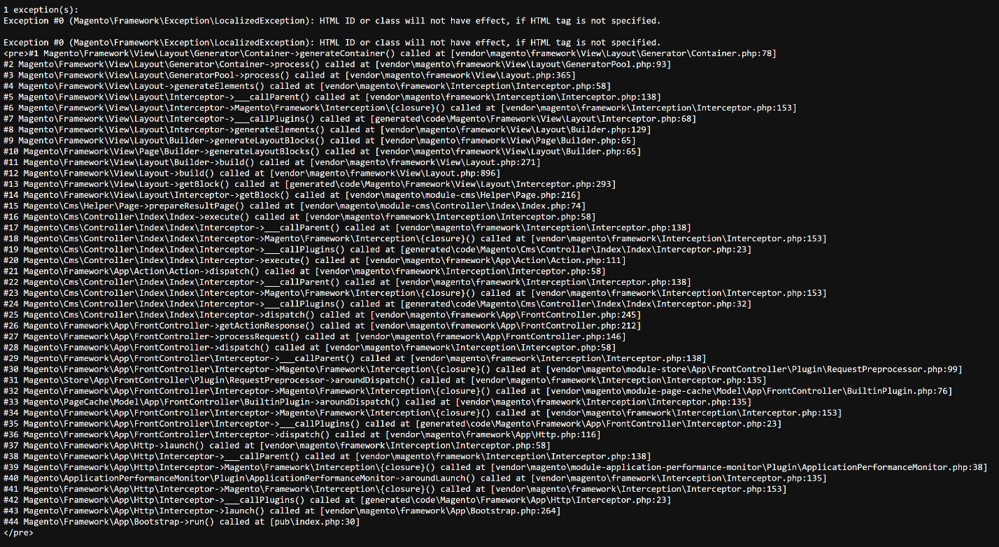 1 exception(s):
Exception #0 (Magento\Framework\Exception\LocalizedException): HTML ID or class will not have effect, if HTML tag is not specified.

Exception #0 (Magento\Framework\Exception\LocalizedException): HTML ID or class will not have effect, if HTML tag is not specified.
<pre>#1 Magento\Framework\View\Layout\Generator\Container->generateContainer() called at [vendor\magento\framework\View\Layout\Generator\Container.php:78]
#2 Magento\Framework\View\Layout\Generator\Container->process() called at [vendor\magento\framework\View\Layout\GeneratorPool.php:93]
#3 Magento\Framework\View\Layout\GeneratorPool->process() called at [vendor\magento\framework\View\Layout.php:365]
#4 Magento\Framework\View\Layout->generateElements() called at [vendor\magento\framework\Interception\Interceptor.php:58]
#5 Magento\Framework\View\Layout\Interceptor->___callParent() called at [vendor\magento\framework\Interception\Interceptor.php:138]
#6 Magento\Framework\View\Layout\Interceptor->Magento\Framework\Interception\{closure}() called at [vendor\magento\framework\Interception\Interceptor.php:153]
#7 Magento\Framework\View\Layout\Interceptor->___callPlugins() called at [generated\code\Magento\Framework\View\Layout\Interceptor.php:68]
#8 Magento\Framework\View\Layout\Interceptor->generateElements() called at [vendor\magento\framework\View\Layout\Builder.php:129]
#9 Magento\Framework\View\Layout\Builder->generateLayoutBlocks() called at [vendor\magento\framework\View\Page\Builder.php:65]
#10 Magento\Framework\View\Page\Builder->generateLayoutBlocks() called at [vendor\magento\framework\View\Layout\Builder.php:65]
#11 Magento\Framework\View\Layout\Builder->build() called at [vendor\magento\framework\View\Layout.php:271]
#12 Magento\Framework\View\Layout->build() called at [vendor\magento\framework\View\Layout.php:896]
#13 Magento\Framework\View\Layout->getBlock() called at [generated\code\Magento\Framework\View\Layout\Interceptor.php:293]
#14 Magento\Framework\View\Layout\Interceptor->getBlock() called at [vendor\magento\module-cms\Helper\Page.php:216]
#15 Magento\Cms\Helper\Page->prepareResultPage() called at [vendor\magento\module-cms\Controller\Index\Index.php:74]
#16 Magento\Cms\Controller\Index\Index->execute() called at [vendor\magento\framework\Interception\Interceptor.php:58]
#17 Magento\Cms\Controller\Index\Index\Interceptor->___callParent() called at [vendor\magento\framework\Interception\Interceptor.php:138]
#18 Magento\Cms\Controller\Index\Index\Interceptor->Magento\Framework\Interception\{closure}() called at [vendor\magento\framework\Interception\Interceptor.php:153]
#19 Magento\Cms\Controller\Index\Index\Interceptor->___callPlugins() called at [generated\code\Magento\Cms\Controller\Index\Index\Interceptor.php:23]
#20 Magento\Cms\Controller\Index\Index\Interceptor->execute() called at [vendor\magento\framework\App\Action\Action.php:111]
#21 Magento\Framework\App\Action\Action->dispatch() called at [vendor\magento\framework\Interception\Interceptor.php:58]
#22 Magento\Cms\Controller\Index\Index\Interceptor->___callParent() called at [vendor\magento\framework\Interception\Interceptor.php:138]
#23 Magento\Cms\Controller\Index\Index\Interceptor->Magento\Framework\Interception\{closure}() called at [vendor\magento\framework\Interception\Interceptor.php:153]
#24 Magento\Cms\Controller\Index\Index\Interceptor->___callPlugins() called at [generated\code\Magento\Cms\Controller\Index\Index\Interceptor.php:32]
#25 Magento\Cms\Controller\Index\Index\Interceptor->dispatch() called at [vendor\magento\framework\App\FrontController.php:245]
#26 Magento\Framework\App\FrontController->getActionResponse() called at [vendor\magento\framework\App\FrontController.php:212]
#27 Magento\Framework\App\FrontController->processRequest() called at [vendor\magento\framework\App\FrontController.php:146]
#28 Magento\Framework\App\FrontController->dispatch() called at [vendor\magento\framework\Interception\Interceptor.php:58]
#29 Magento\Framework\App\FrontController\Interceptor->___callParent() called at [vendor\magento\framework\Interception\Interceptor.php:138]
#30 Magento\Framework\App\FrontController\Interceptor->Magento\Framework\Interception\{closure}() called at [vendor\magento\module-store\App\FrontController\Plugin\RequestPreprocessor.php:99]
#31 Magento\Store\App\FrontController\Plugin\RequestPreprocessor->aroundDispatch() called at [vendor\magento\framework\Interception\Interceptor.php:135]
#32 Magento\Framework\App\FrontController\Interceptor->Magento\Framework\Interception\{closure}() called at [vendor\magento\module-page-cache\Model\App\FrontController\BuiltinPlugin.php:76]
#33 Magento\PageCache\Model\App\FrontController\BuiltinPlugin->aroundDispatch() called at [vendor\magento\framework\Interception\Interceptor.php:135]
#34 Magento\Framework\App\FrontController\Interceptor->Magento\Framework\Interception\{closure}() called at [vendor\magento\framework\Interception\Interceptor.php:153]
#35 Magento\Framework\App\FrontController\Interceptor->___callPlugins() called at [generated\code\Magento\Framework\App\FrontController\Interceptor.php:23]
#36 Magento\Framework\App\FrontController\Interceptor->dispatch() called at [vendor\magento\framework\App\Http.php:116]
#37 Magento\Framework\App\Http->launch() called at [vendor\magento\framework\Interception\Interceptor.php:58]
#38 Magento\Framework\App\Http\Interceptor->___callParent() called at [vendor\magento\framework\Interception\Interceptor.php:138]
#39 Magento\Framework\App\Http\Interceptor->Magento\Framework\Interception\{closure}() called at [vendor\magento\module-application-performance-monitor\Plugin\ApplicationPerformanceMonitor.php:38]
#40 Magento\ApplicationPerformanceMonitor\Plugin\ApplicationPerformanceMonitor->aroundLaunch() called at [vendor\magento\framework\Interception\Interceptor.php:135]
#41 Magento\Framework\App\Http\Interceptor->Magento\Framework\Interception\{closure}() called at [vendor\magento\framework\Interception\Interceptor.php:153]
#42 Magento\Framework\App\Http\Interceptor->___callPlugins() called at [generated\code\Magento\Framework\App\Http\Interceptor.php:23]
#43 Magento\Framework\App\Http\Interceptor->launch() called at [vendor\magento\framework\App\Bootstrap.php:264]
#44 Magento\Framework\App\Bootstrap->run() called at [pub\index.php:30]
</pre>